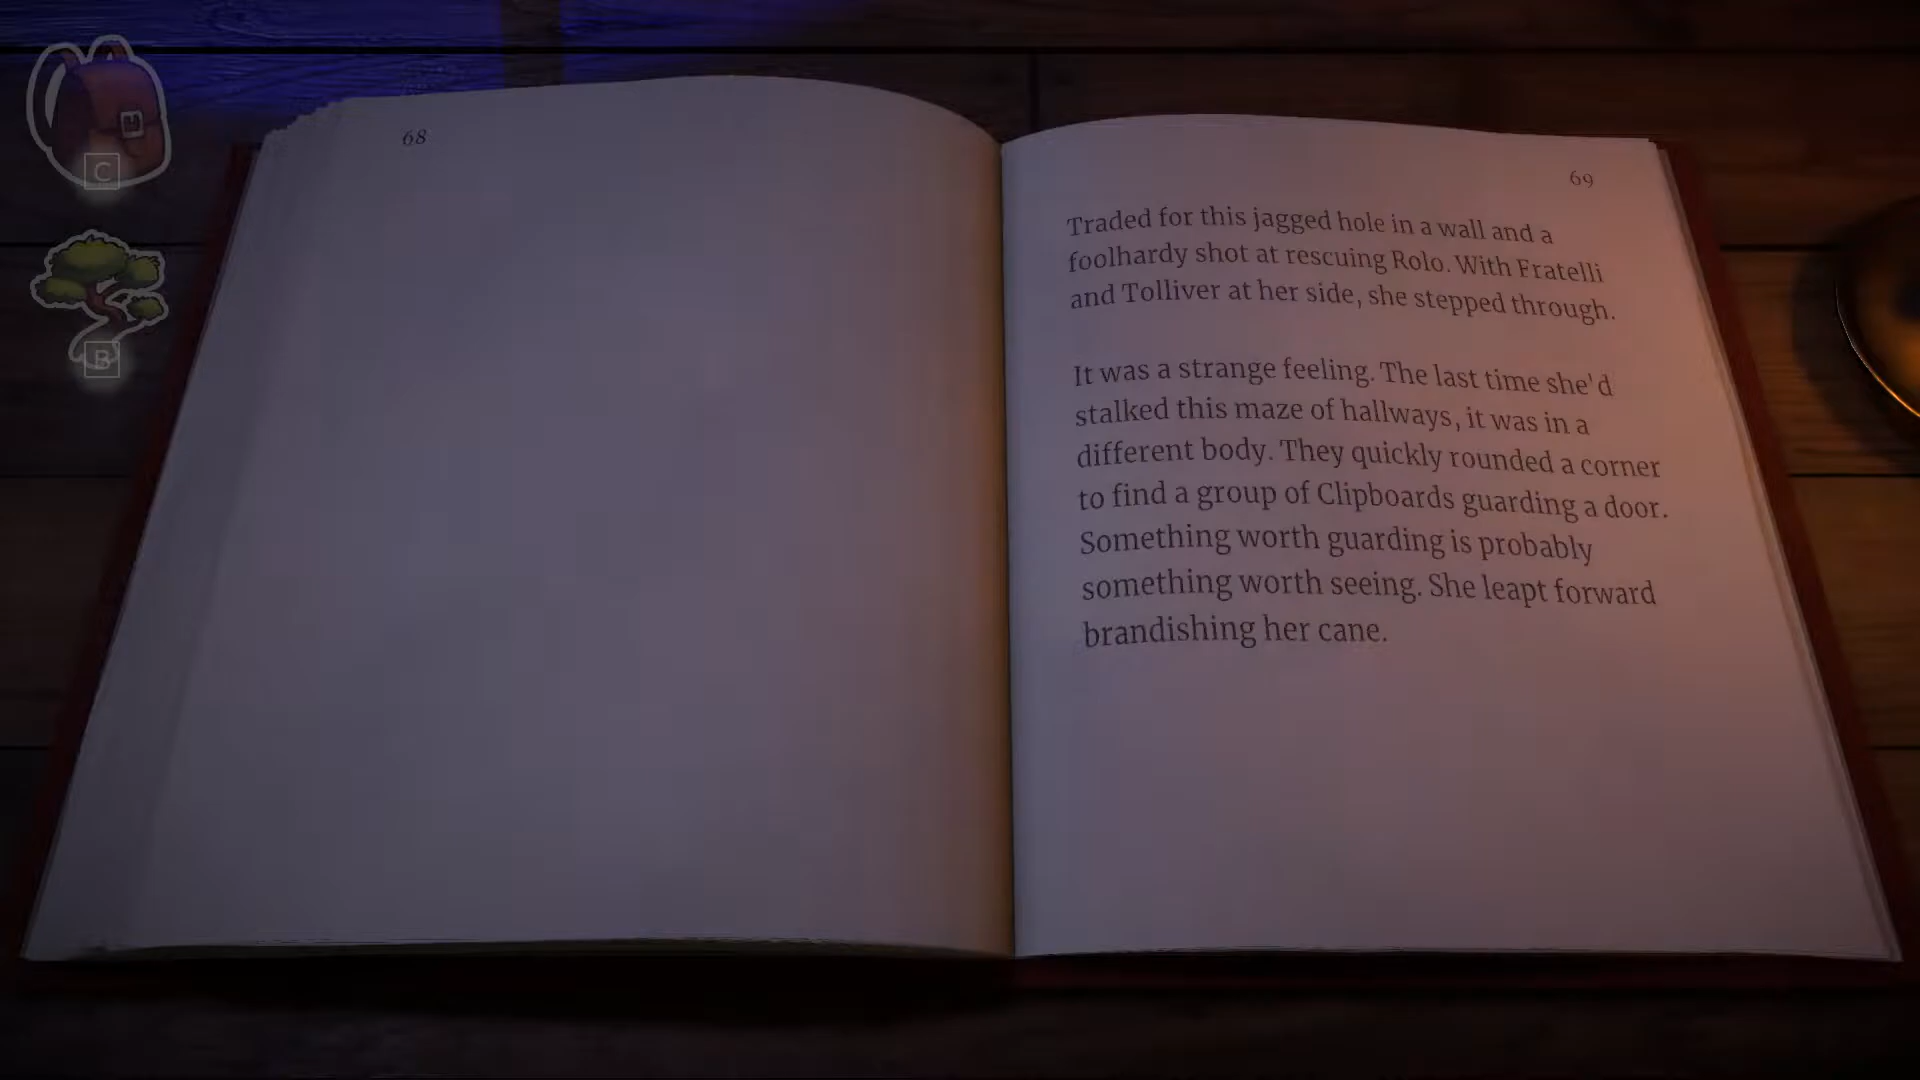 C
B
68
69
Traded for this jagged hole in a wall and a
foolhardy shot at rescuing Rolo. With Fratelli
and Tolliver at her side, she stepped through.
It was a strange feeling. The last time she'd
stalked this maze of hallways, it was in a
different body. They quickly rounded a corner
to find a group of Clipboards guarding a door.
Something worth guarding is probably
something worth seeing. She leapt forward
brandishing her cane.